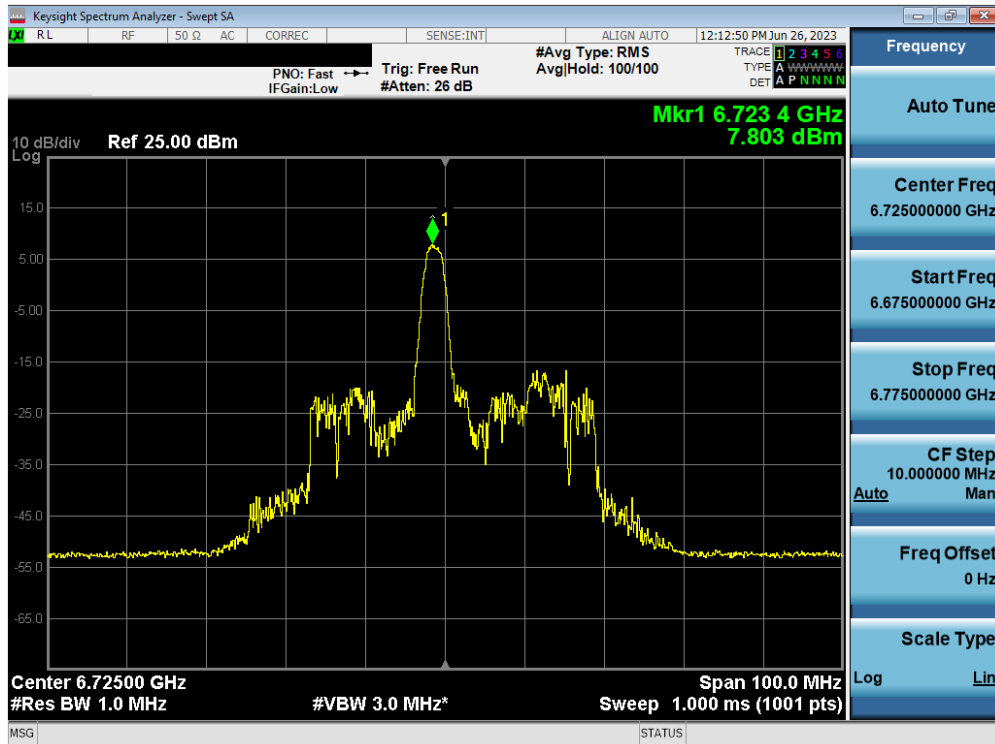 Keysight Spectrum Analyzer - Swept SA
LXI RL RF 50 Ω AC CORREC SENSE:INT ALIGN AUTO 12:12:50 PM Jun 26, 2023
PNO: Fast
IFGain:Low
Trig: Free Run
#Atten: 26 dB
#Avg Type: RMS
Avg|Hold: 100/100
TRACE 1 2 3 4 5 6
TYPE A WWWWW
DET A P N N N N
Mkr1 6.723 4 GHz
7.803 dBm
10 dB/div
Log
Ref 25.00 dBm
15.0
1
5.00
-5.00
-15.0
-25.0
-35.0
-45.0
-55.0
-65.0
Center 6.72500 GHz
#Res BW 1.0 MHz
#VBW 3.0 MHz*
Span 100.0 MHz
Sweep 1.000 ms (1001 pts)
MSG
STATUS
Frequency
Auto Tune
Center Freq
6.725000000 GHz
Start Freq
6.675000000 GHz
Stop Freq
6.775000000 GHz
CF Step
10.000000 MHz
Auto Man
Freq Offset
0 Hz
Scale Type
Log Lin